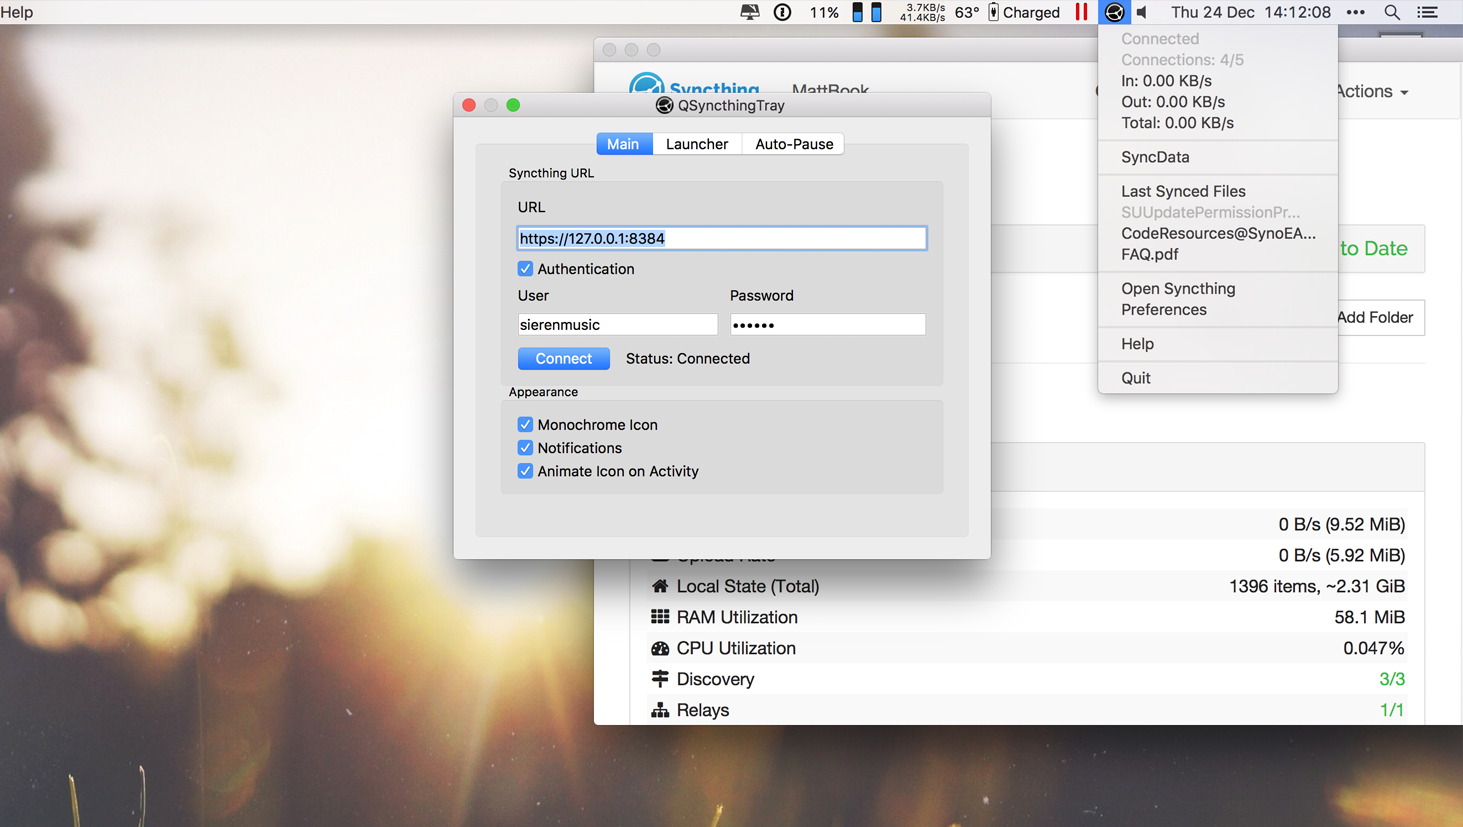 Help
11%
3.7KB/s
41.4KB/s
63°
Charged
Thu 24 Dec 14:12:08
Connected
Connections: 4/5
In: 0.00 KB/s
Out: 0.00 KB/s
Total: 0.00 KB/s
SyncData
Last Synced Files
SUUpdatePermissionPr...
CodeResources@SynoEA...
FAQ.pdf
Open Syncthing
Preferences
Help
Quit
QSyncthingTray
Main Launcher Auto-Pause
Syncthing URL
URL
https://127.0.0.1:8384
Authentication
User Password
sierenmusic ••••••
Connect Status: Connected
Appearance
Monochrome Icon
Notifications
Animate Icon on Activity
Syncthing MattBook
Actions
to Date
Add Folder
0 B/s (9.52 MiB)
Upload Rate 0 B/s (5.92 MiB)
Local State (Total) 1396 items, ~2.31 GiB
RAM Utilization 58.1 MiB
CPU Utilization 0.047%
Discovery 3/3
Relays 1/1